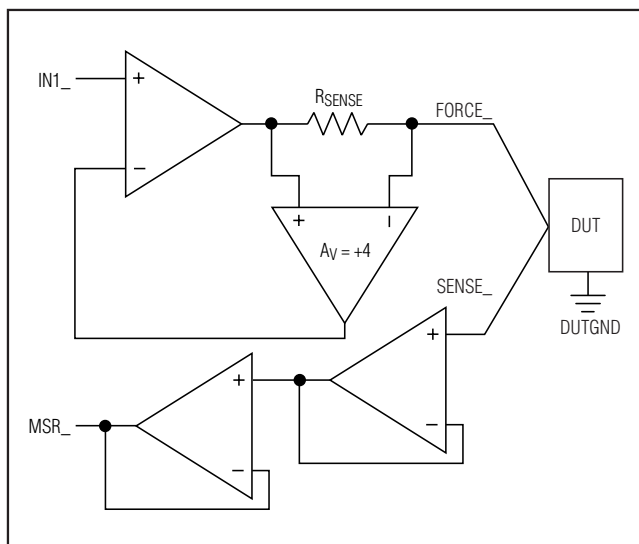 IN1_
+
−
RSENSE
FORCE_
+
−
AV = +4
DUT
SENSE_
DUTGND
+
−
+
−
MSR_